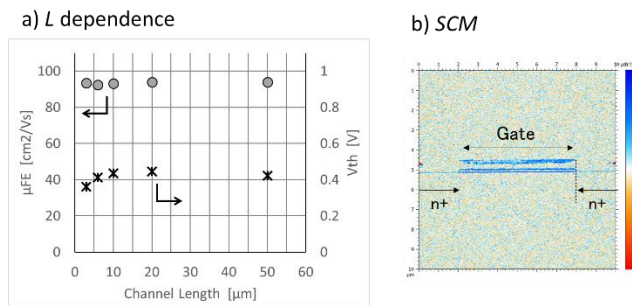 a) L dependence
b) SCM
100
80
60
40
20
0
µFE [cm2/Vs]
1
0.8
0.6
0.4
0.2
0
Vth [V]
0 10 20 30 40 50 60
Channel Length [µm]
Gate
n+
n+